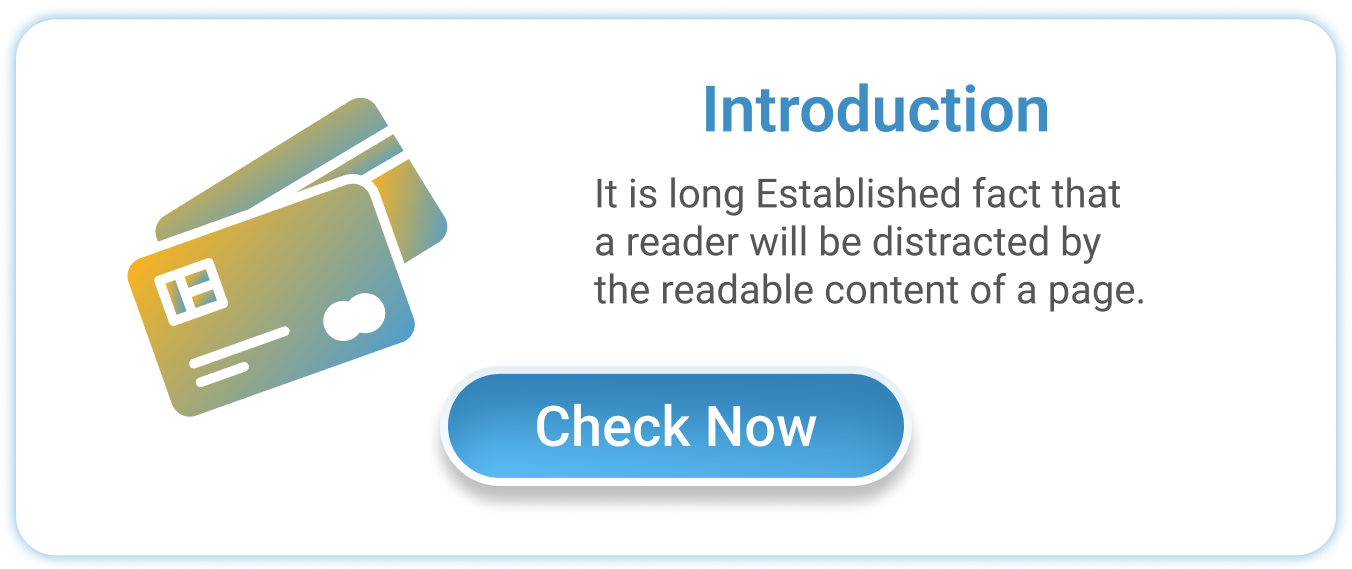 Introduction
It is long Established fact that
a reader will be distracted by
the readable content of a page.
Check Now